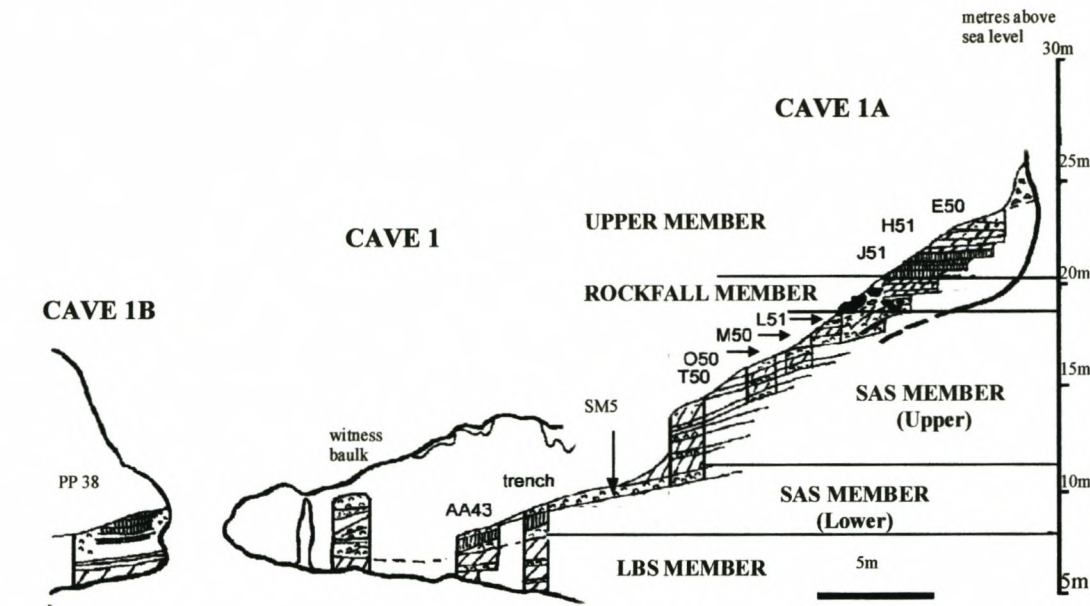 metres above
sea level
30m
CAVE 1A
25m
E50
UPPER MEMBER
H51
CAVE 1
J51
20m
ROCKFALL MEMBER
CAVE 1B
L51
M50
O50
T50
15m
SAS MEMBER
(Upper)
SM5
witness
baulk
PP 38
trench
10m
AA43
SAS MEMBER
(Lower)
LBS MEMBER
5m
5m